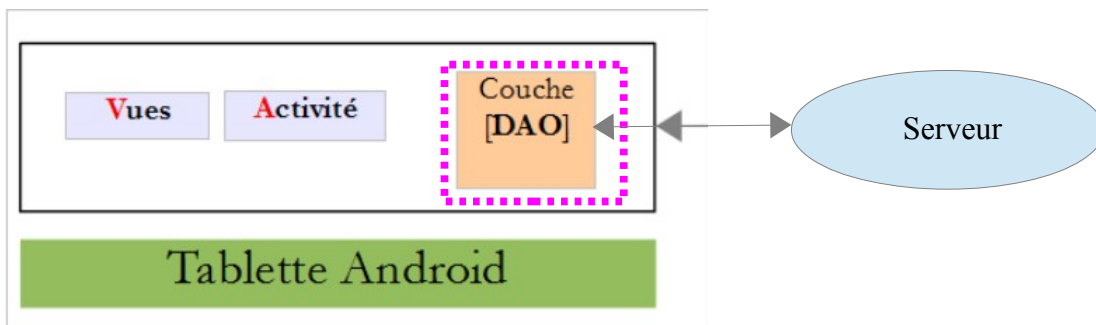 Vues
Activité
Couche
[DAO]
Serveur
Tablette Android